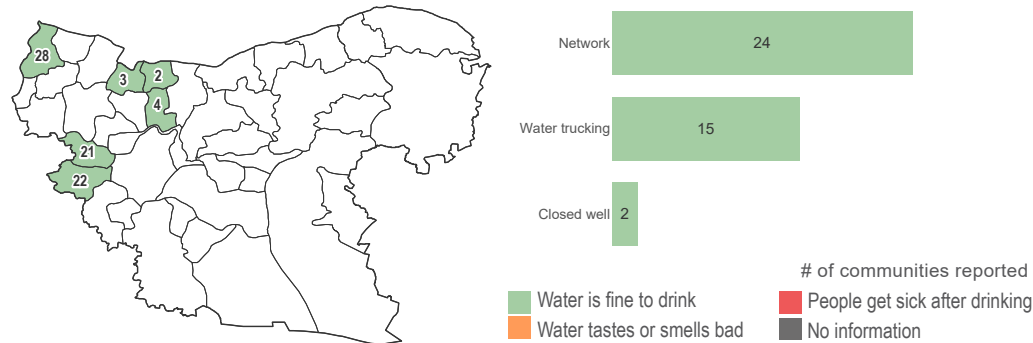 28
3
2
4
21
22
Network
24
Water trucking
15
Closed well
2
# of communities reported
Water is fine to drink
People get sick after drinking
Water tastes or smells bad
No information